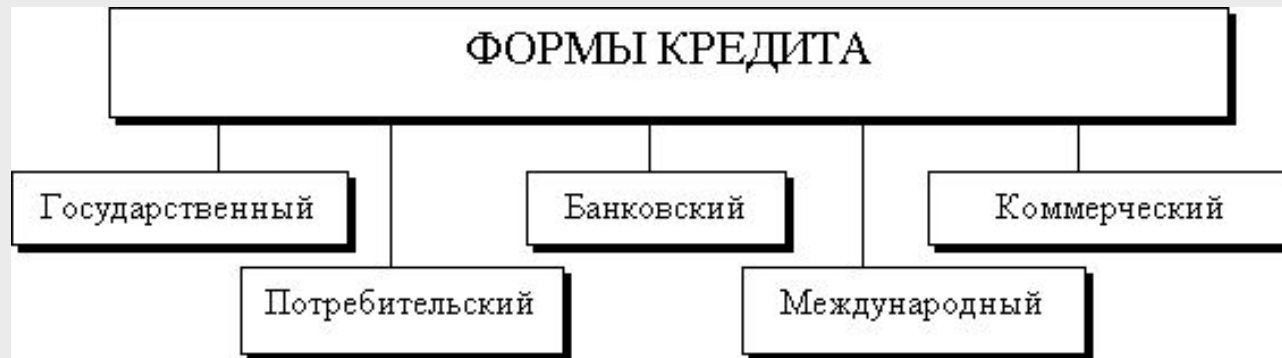 ФОРМЫ КРЕДИТА
Государственный
Банковский
Коммерческий
Потребительский
Международный